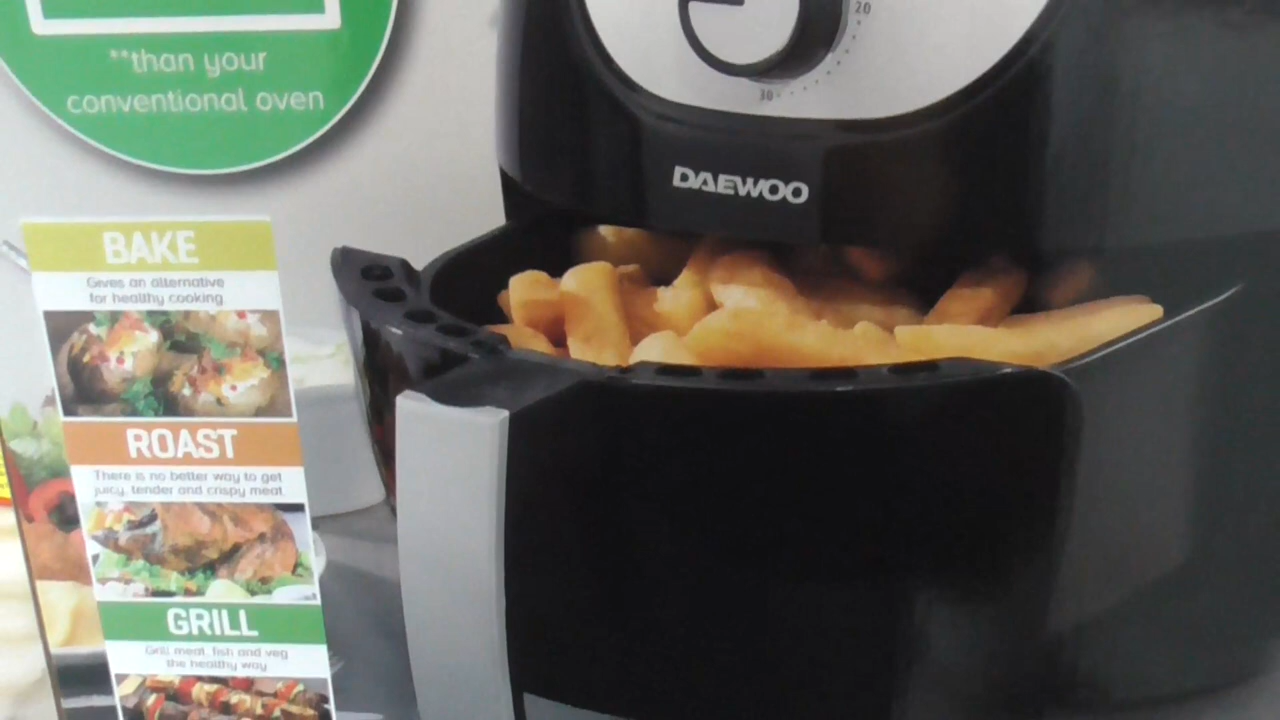 **than your
conventional oven
20
30
DAEWOO
BAKE
Gives an alternative
for healthy cooking
ROAST
There is no better way to get
juicy, tender and crispy meat.
GRILL
Grill meat, fish and veg
the healthy way